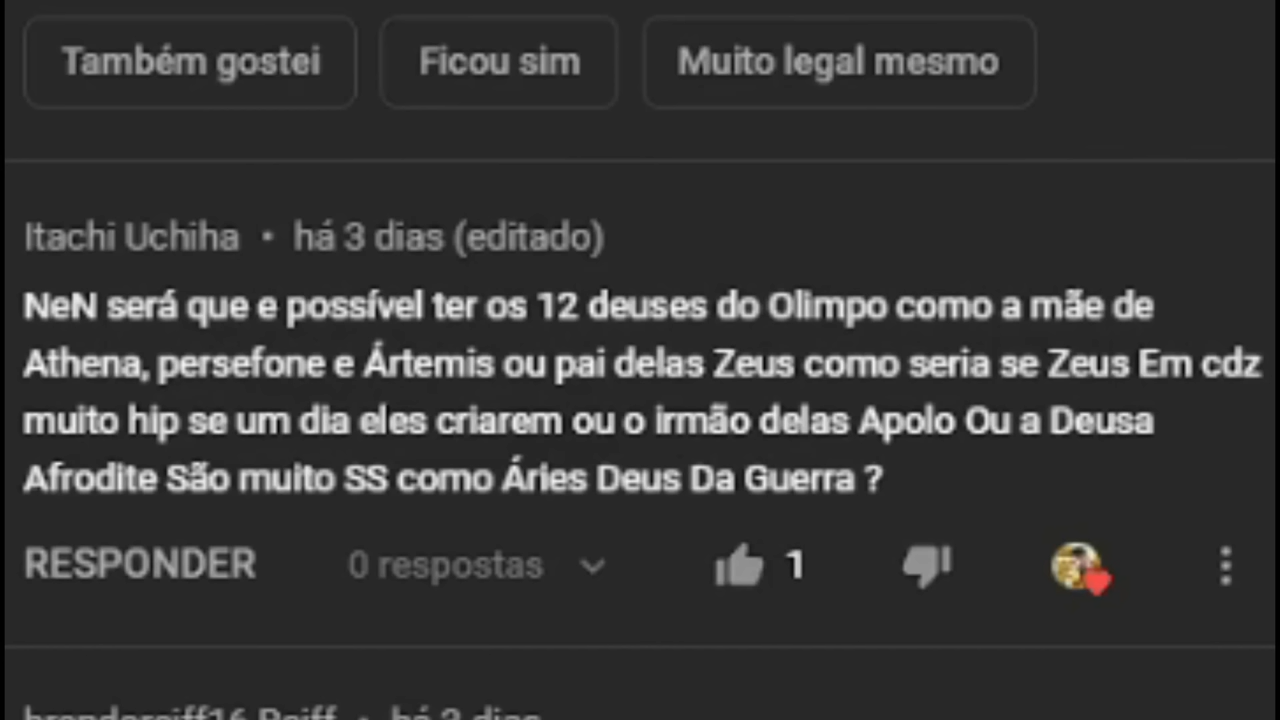 Também gostei Ficou sim Muito legal mesmo
Itachi Uchiha • há 3 dias (editado)
NeN será que e possível ter os 12 deuses do Olimpo como a mãe de
Athena, persefone e Ártemis ou pai delas Zeus como seria se Zeus Em cdz
muito hip se um dia eles criarem ou o irmão delas Apolo Ou a Deusa
Afrodite São muito SS como Áries Deus Da Guerra ?
RESPONDER 0 respostas 1
há 3 dias